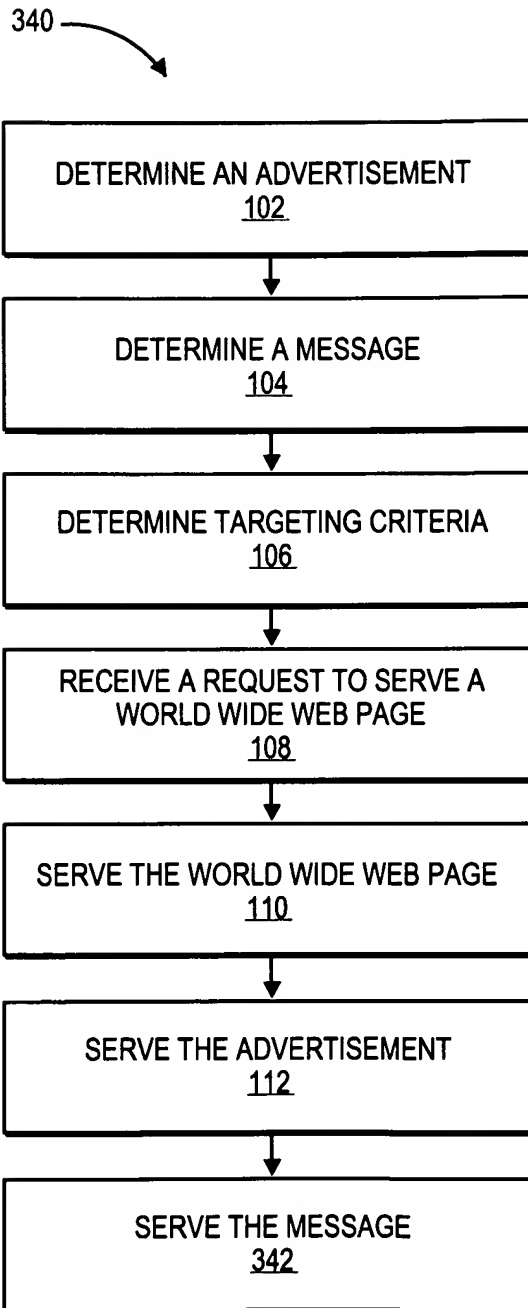 340
DETERMINE AN ADVERTISEMENT
102
DETERMINE A MESSAGE
104
DETERMINE TARGETING CRITERIA
106
RECEIVE A REQUEST TO SERVE A
WORLD WIDE WEB PAGE
108
SERVE THE WORLD WIDE WEB PAGE
110
SERVE THE ADVERTISEMENT
112
SERVE THE MESSAGE
342